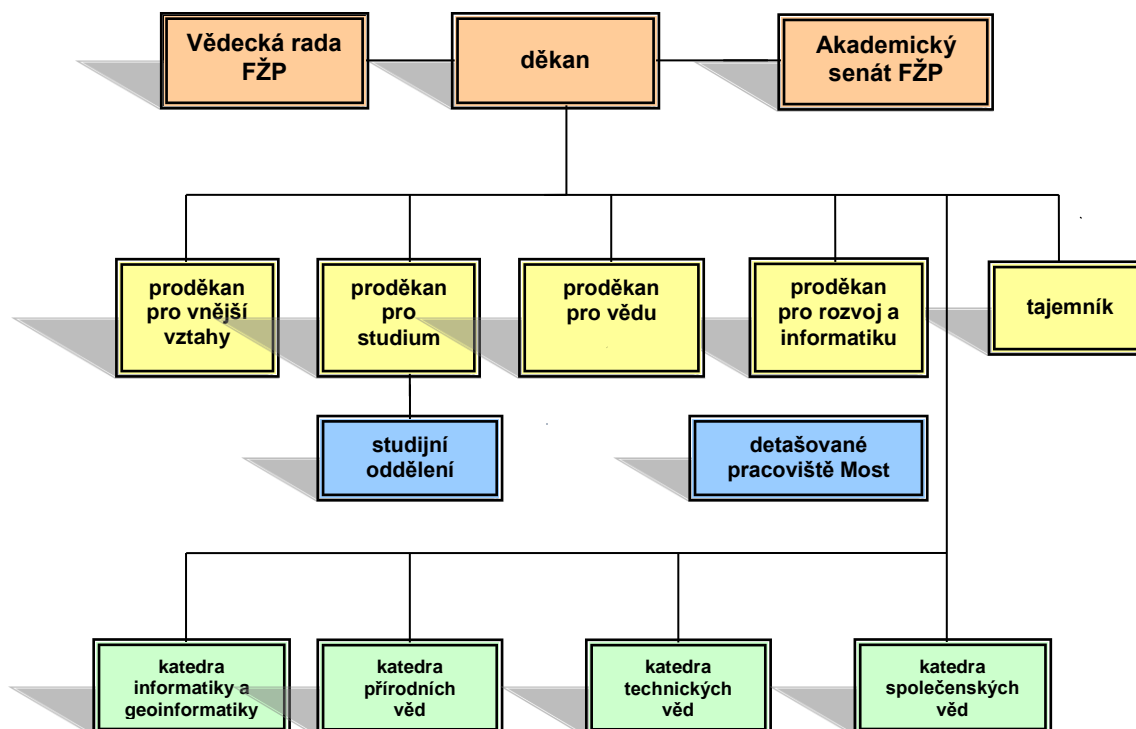 Vědecká rada
FŽP
děkan
Akademický
senát FŽP
proděkan
pro vnější
vztahy
proděkan
pro
studium
proděkan
pro vědu
proděkan
pro rozvoj a
informatiku
tajemník
studijní
oddělení
detašované
pracoviště Most
katedra
informatiky a
geoinformatiky
katedra
přírodních
věd
katedra
technických
věd
katedra
společenských
věd